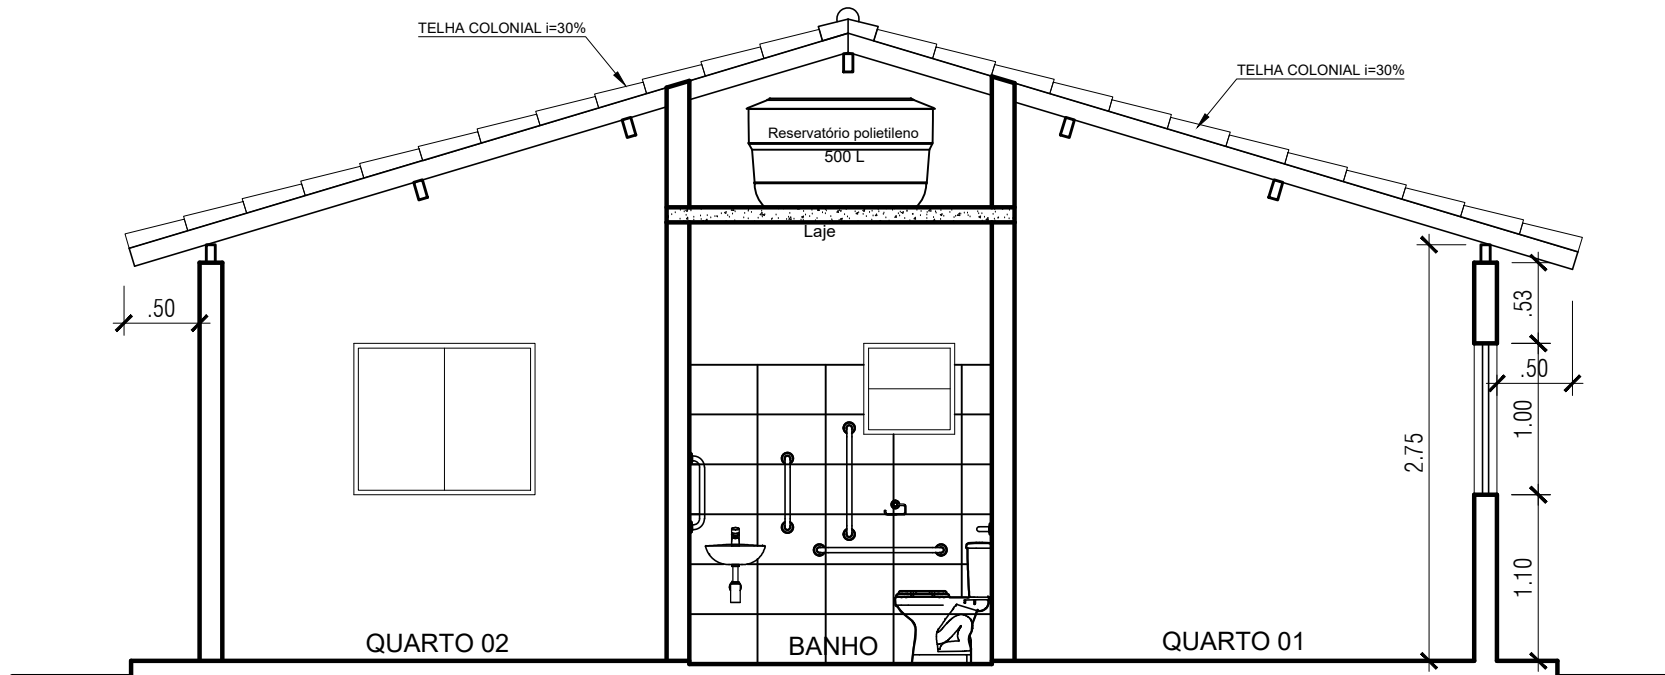 TELHA COLONIAL i=30%
TELHA COLONIAL i=30%
Reservatório polietileno
500 L
Laje
.50
.53
.50
1.00
2.75
1.10
QUARTO 02
BANHO
QUARTO 01